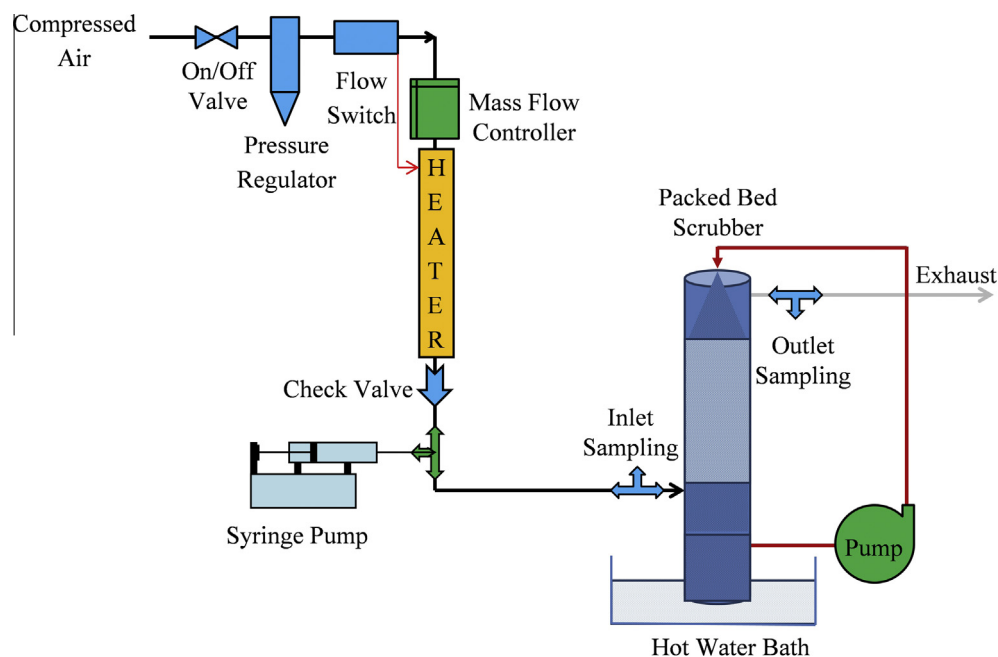 Compressed
Air
On/Off
Valve
Pressure
Regulator
Flow
Switch
Mass Flow
Controller
H
E
A
T
E
R
Check Valve
Syringe Pump
Inlet
Sampling
Packed Bed
Scrubber
Exhaust
Outlet
Sampling
Pump
Hot Water Bath